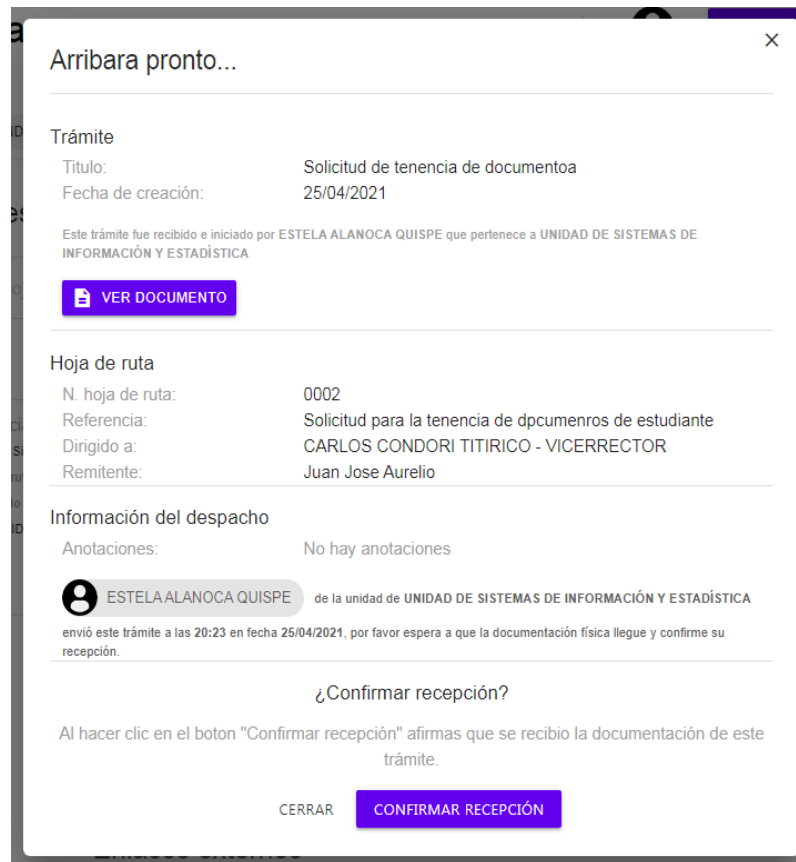 Arribara pronto...
Trámite
Titulo: Solicitud de tenencia de documentoa
Fecha de creación: 25/04/2021
Este trámite fue recibido e iniciado por ESTELA ALANOCA QUISPE que pertenece a UNIDAD DE SISTEMAS DE
INFORMACIÓN Y ESTADÍSTICA
VER DOCUMENTO
Hoja de ruta
N. hoja de ruta: 0002
Referencia: Solicitud para la tenencia de dpcumenros de estudiante
Dirigido a: CARLOS CONDORI TITIRICO - VICERRECTOR
Remitente: Juan Jose Aurelio
Información del despacho
Anotaciones: No hay anotaciones
ESTELA ALANOCA QUISPE de la unidad de UNIDAD DE SISTEMAS DE INFORMACIÓN Y ESTADÍSTICA
envió este trámite a las 20:23 en fecha 25/04/2021, por favor espera a que la documentación física llegue y confirme su
recepción.
¿Confirmar recepción?
Al hacer clic en el boton "Confirmar recepción" afirmas que se recibio la documentación de este
trámite.
CERRAR CONFIRMAR RECEPCIÓN